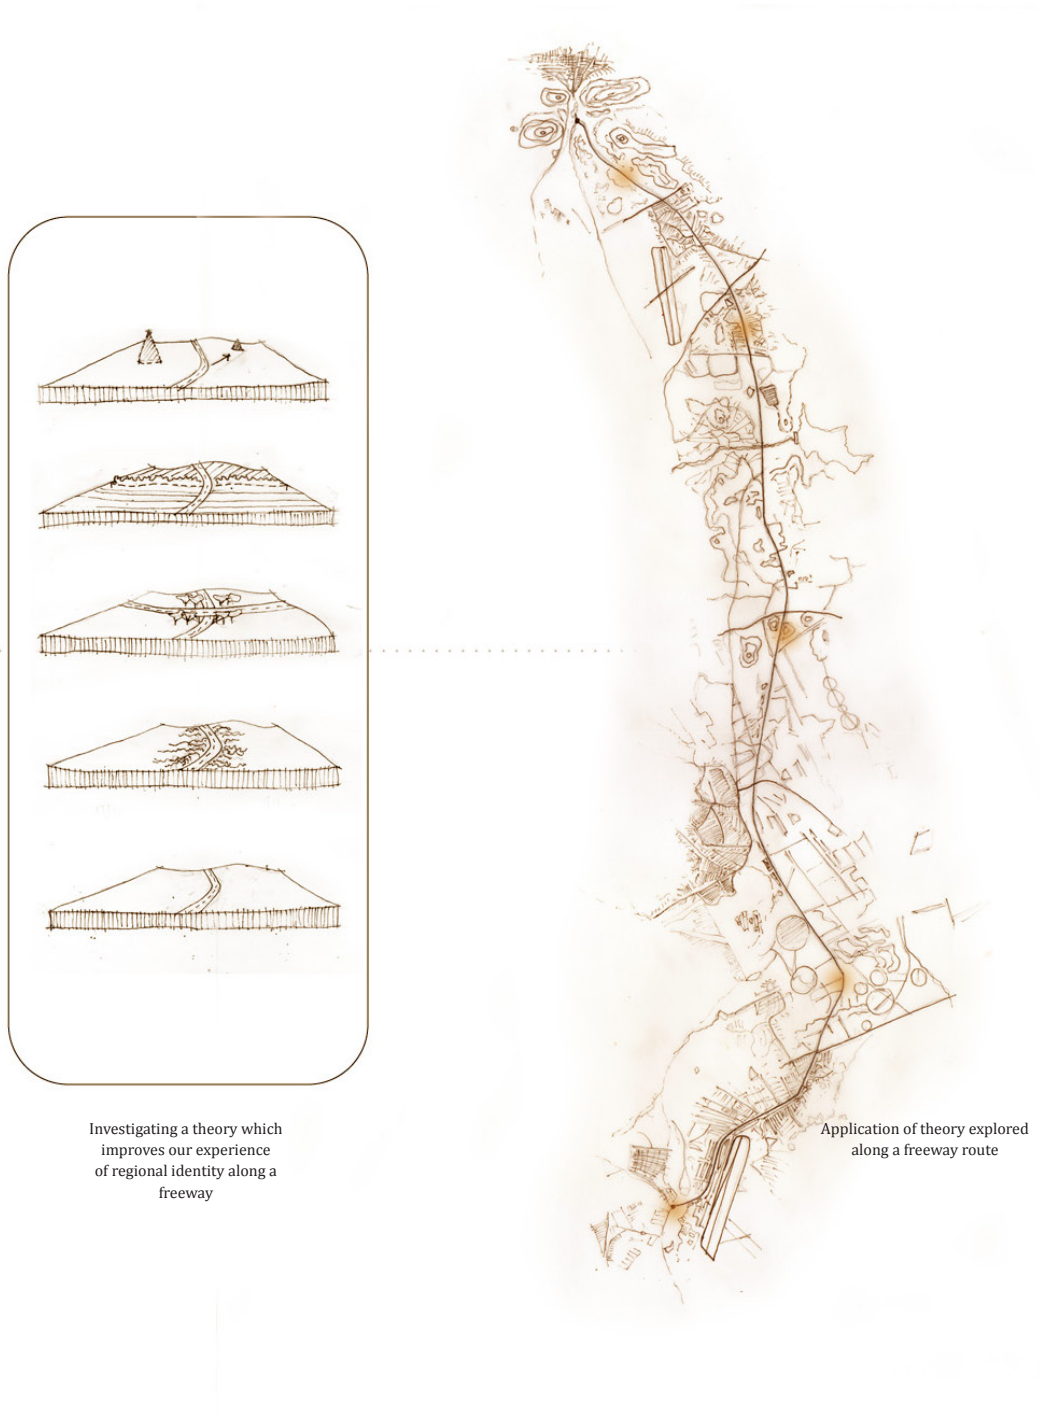 Investigating a theory which
improves our experience
of regional identity along a
freeway
Application of theory explored
along a freeway route